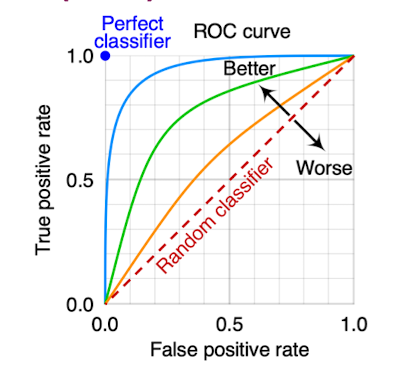 Perfect
classifier
ROC curve
1.0
Better
True positive rate
0.5
Worse
Random classifier
0.0
0.0
0.5
1.0
False positive rate